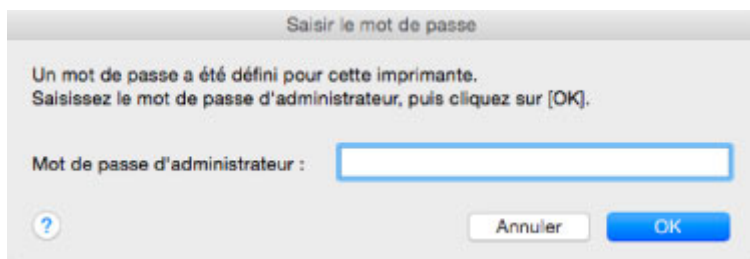 Saisir le mot de passe
Un mot de passe a été défini pour cette imprimante.
Saisissez le mot de passe d'administrateur, puis cliquez sur [OK].
Mot de passe d'administrateur :
?
Annuler
OK